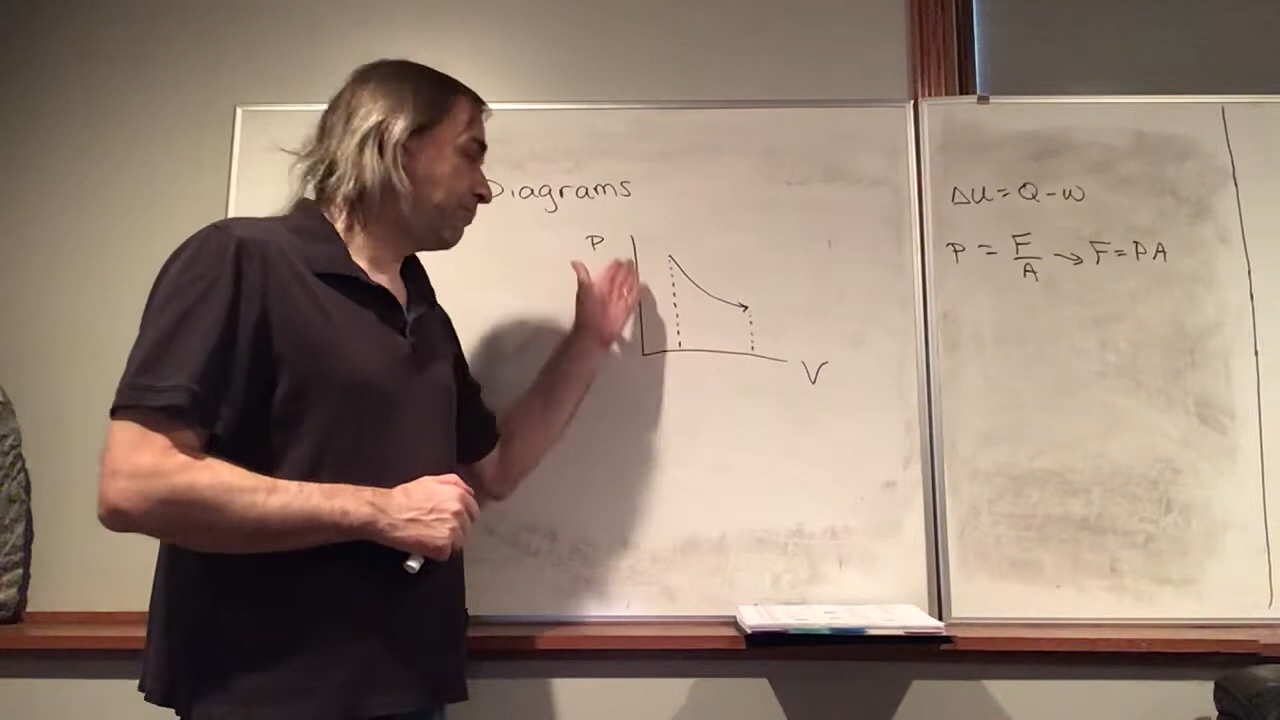 Diagrams
P
V
ΔU = Q - W
P = F/A → F = PA